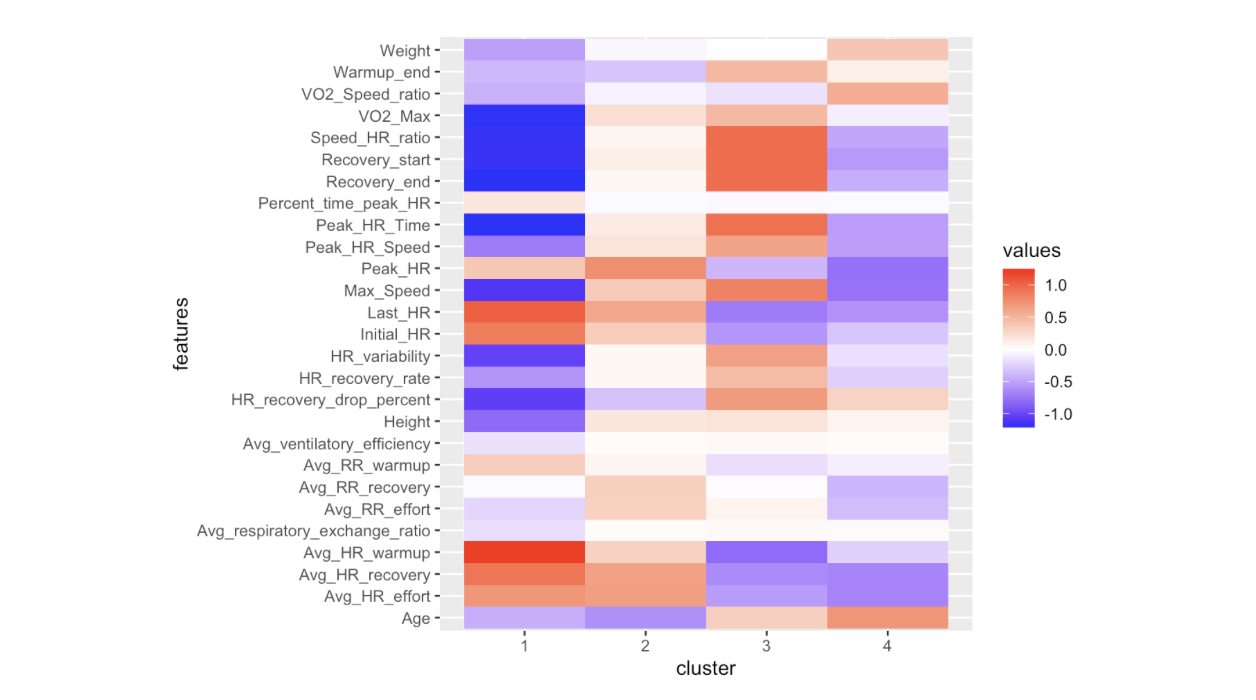 Weight
Warmup_end
VO2_Speed_ratio
VO2_Max
Speed_HR_ratio
Recovery_start
Recovery_end
Percent_time_peak_HR
Peak_HR_Time
Peak_HR_Speed
Peak_HR
Max_Speed
Last_HR
Initial_HR
HR_variability
HR_recovery_rate
HR_recovery_drop_percent
Height
Avg_ventilatory_efficiency
Avg_RR_warmup
Avg_RR_recovery
Avg_RR_effort
Avg_respiratory_exchange_ratio
Avg_HR_warmup
Avg_HR_recovery
Avg_HR_effort
Age
features
1 2 3 4
cluster
values
1.0
0.5
0.0
-0.5
-1.0